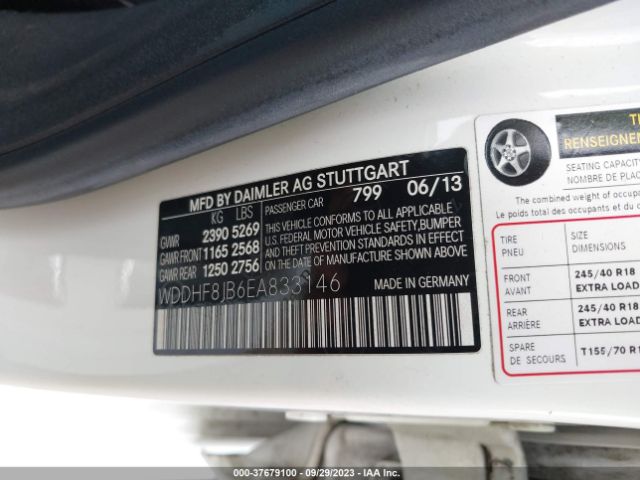 MFD BY DAIMLER AG STUTTGART
KG LBS
PASSENGER CAR 799 06/13
GVWR 2390 5269
GAWR FRONT 1165 2568
GAWR REAR 1250 2756
THIS VEHICLE CONFORMS TO ALL APPLICABLE
U.S. FEDERAL MOTOR VEHICLE SAFETY, BUMPER
AND THEFT PREVENTION STANDARDS IN EFFECT
ON THE DATE OF MANUFACTURE SHOWN ABOVE.
WDDHF8JB6EA833146
MADE IN GERMANY
SEATING CAPACITY
NOMBRE DE
The combined weight of
Le poids total des occupants et du
TIRE
PNEU
SIZE
DIMENSIONS
FRONT
AVANT
245/40 R18
EXTRA LOAD
REAR
ARRIÈRE
245/40 R18
EXTRA LOAD
SPARE
DE SECOURS
T155/70
000-37679100 - 09/29/2023 - IAA Inc.